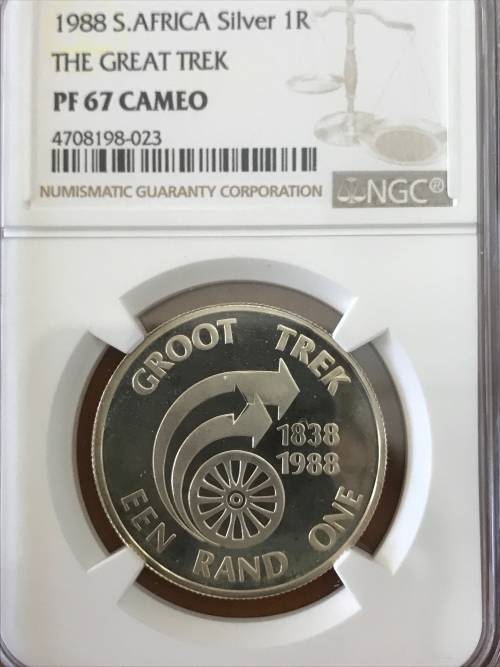 1988 S.AFRICA Silver 1R
THE GREAT TREK
PF 67 CAMEO
4708198-023
NUMISMATIC GUARANTY CORPORATION
NGC®
GROOT TREK
1838
1988
EEN RAND ONE